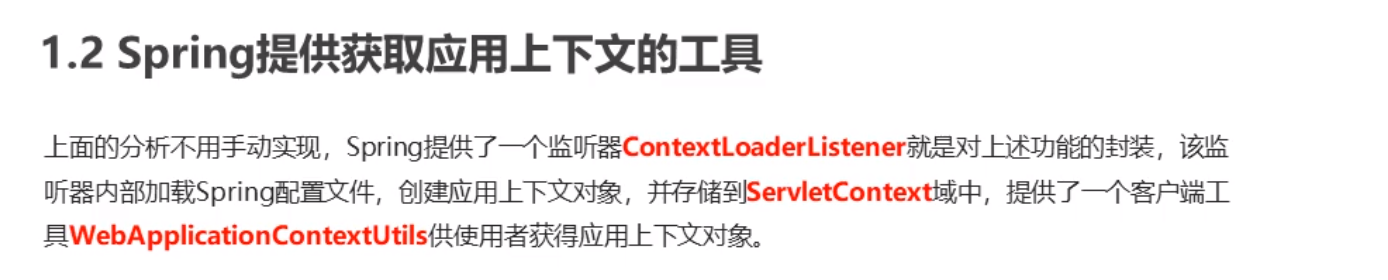 1.2 Spring提供获取应用上下文的工具
上面的分析不用手动实现，Spring提供了一个监听器ContextLoaderListener就是对上述功能的封装，该监
听器内部加载Spring配置文件，创建应用上下文对象，并存储到ServletContext域中，提供了一个客户端工
具WebApplicationContextUtils供使用者获得应用上下文对象。